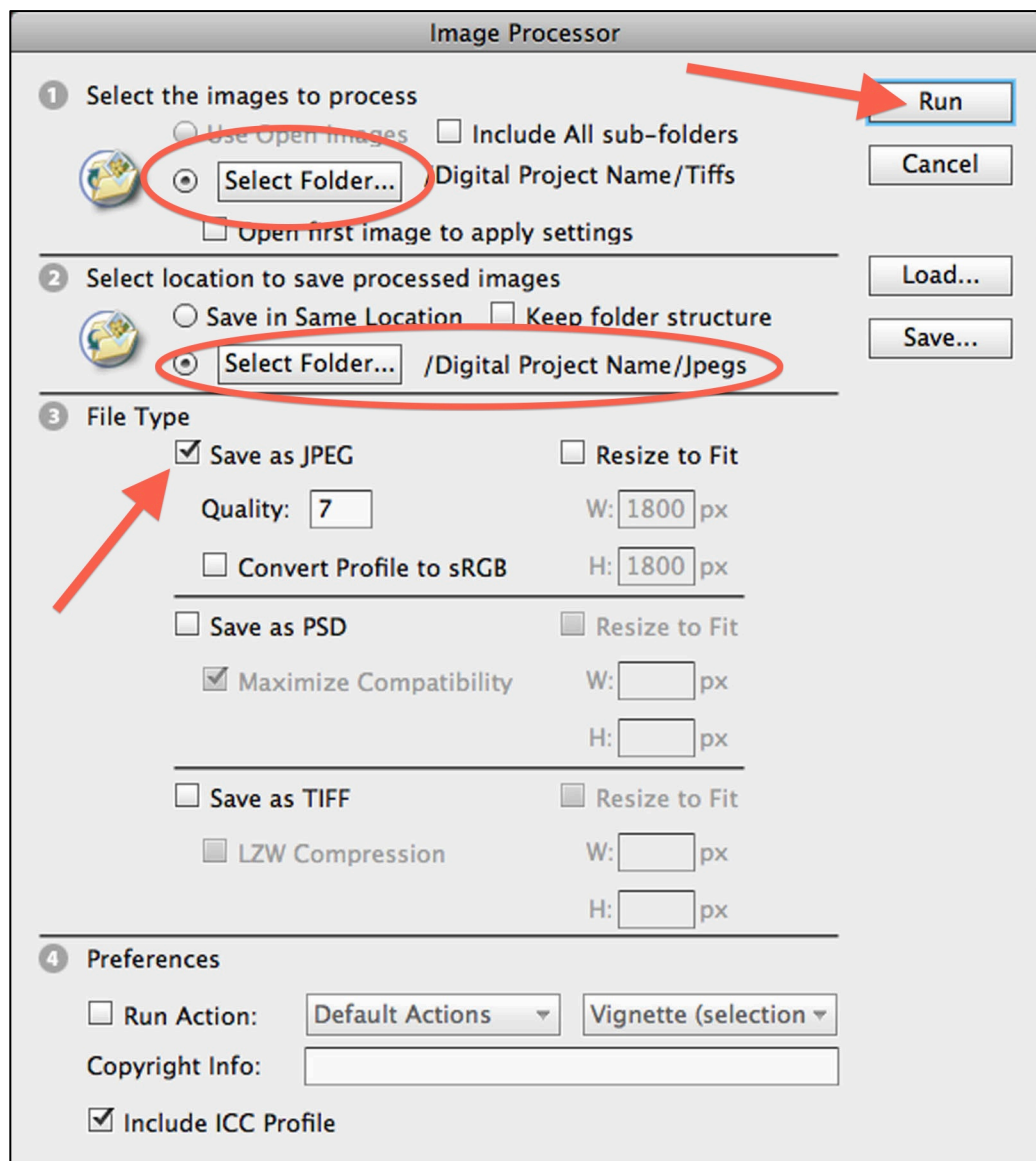 Image Processor
1 Select the images to process
Use Open Images Include All sub-folders
Select Folder... /Digital Project Name/Tiffs
Open first image to apply settings
Run
Cancel
2 Select location to save processed images
Save in Same Location Keep folder structure
Select Folder... /Digital Project Name/Jpegs
Load...
Save...
3 File Type
Save as JPEG Resize to Fit
Quality: 7 W: 1800 px
Convert Profile to sRGB H: 1800 px
Save as PSD Resize to Fit
Maximize Compatibility W: px
H: px
Save as TIFF Resize to Fit
LZW Compression W: px
H: px
4 Preferences
Run Action: Default Actions Vignette (selection
Copyright Info:
Include ICC Profile